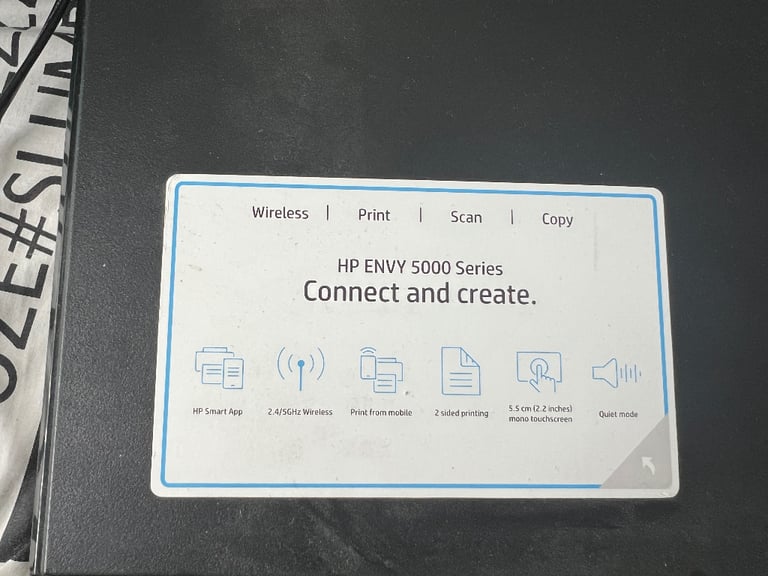 Wireless | Print | Scan | Copy
HP ENVY 5000 Series
Connect and create.
HP Smart App
2.4/5GHz Wireless
Print from mobile
2 sided printing
5.5 cm (2.2 inches)
mono touchscreen
Quiet mode